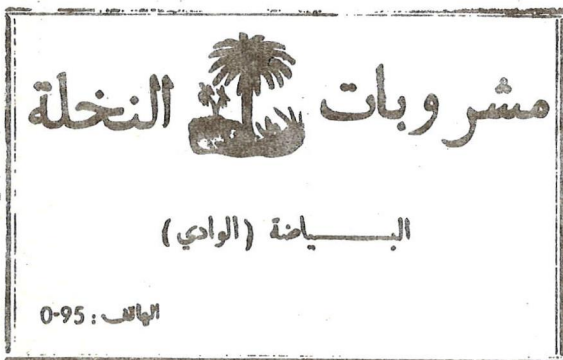 مشروبات النخلة
البياضة (الوادي)
الهاتف : 95-0